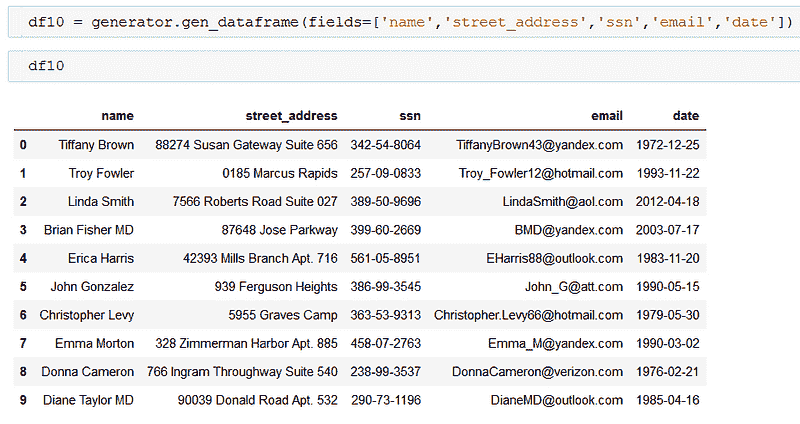 df10 = generator.gen_dataframe(fields=['name','street_address','ssn','email','date'])
df10
name street_address ssn email date
0 Tiffany Brown 88274 Susan Gateway Suite 656 342-54-8064 TiffanyBrown43@yandex.com 1972-12-25
1 Troy Fowler 0185 Marcus Rapids 257-09-0833 Troy_Fowler12@hotmail.com 1993-11-22
2 Linda Smith 7566 Roberts Road Suite 027 389-50-9696 LindaSmith@aol.com 2012-04-18
3 Brian Fisher MD 87648 Jose Parkway 399-60-2669 BMD@yandex.com 2003-07-17
4 Erica Harris 42393 Mills Branch Apt. 716 561-05-8951 EHarris88@outlook.com 1983-11-20
5 John Gonzalez 939 Ferguson Heights 386-99-3545 John_G@att.com 1990-05-15
6 Christopher Levy 5955 Graves Camp 363-53-9313 Christopher.Levy66@hotmail.com 1979-05-30
7 Emma Morton 328 Zimmerman Harbor Apt. 885 458-07-2763 Emma_M@yandex.com 1990-03-02
8 Donna Cameron 766 Ingram Throughway Suite 540 238-99-3537 DonnaCameron@verizon.com 1976-02-21
9 Diane Taylor MD 90039 Donald Road Apt. 532 290-73-1196 DianeMD@outlook.com 1985-04-16